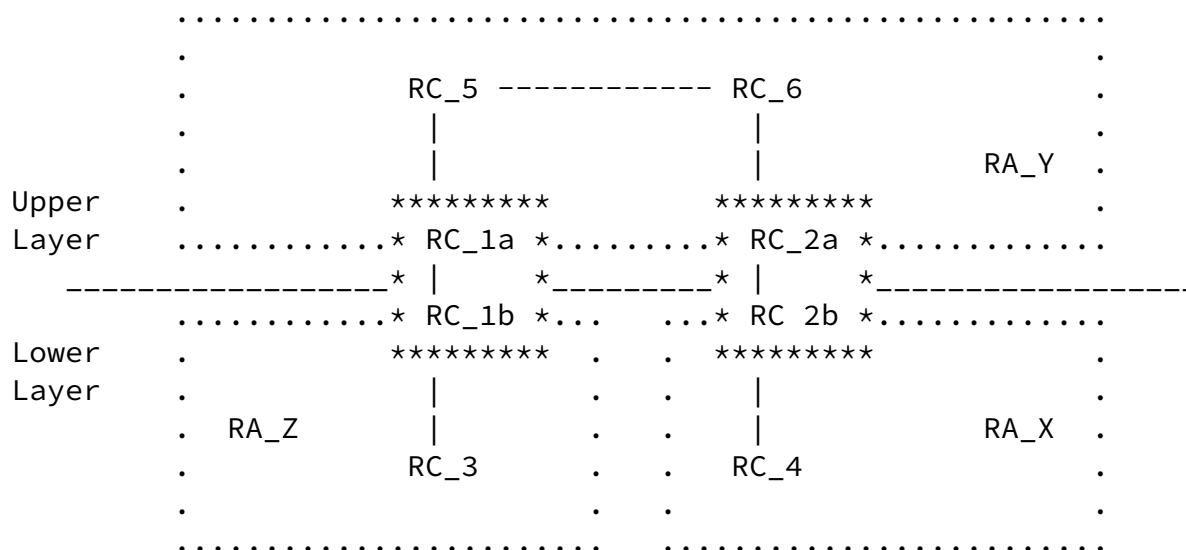 RC_5 ------------ RC_6
RA_Y
Upper
Layer
* RC_1a *
* RC_2a *
* RC_1b *
* RC 2b *
Lower
Layer
RA_Z
RA_X
RC_3
RC_4